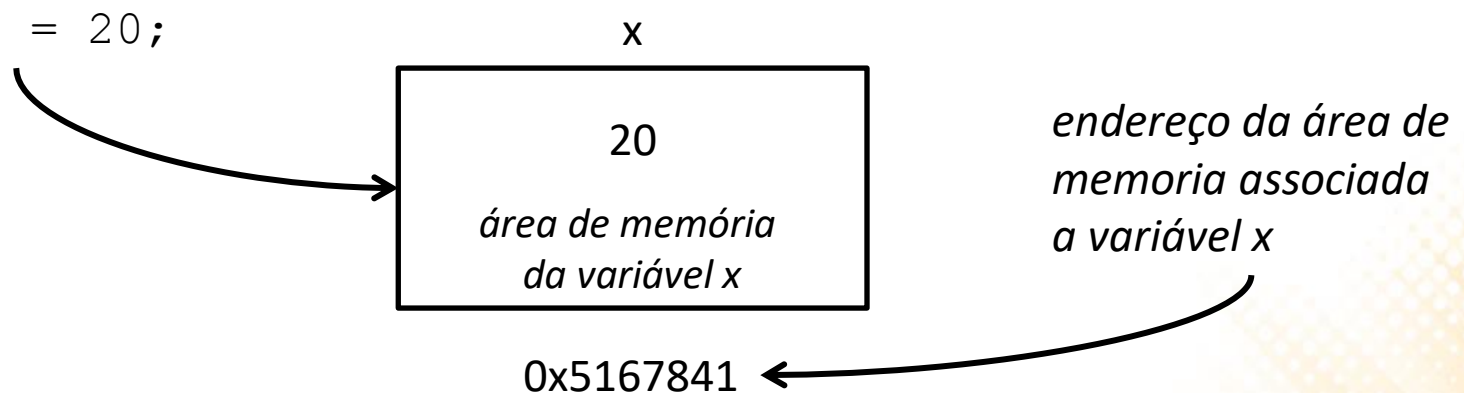 = 20;
x
20
área de memória
da variável x
endereço da área de
memoria associada
a variável x
0x5167841